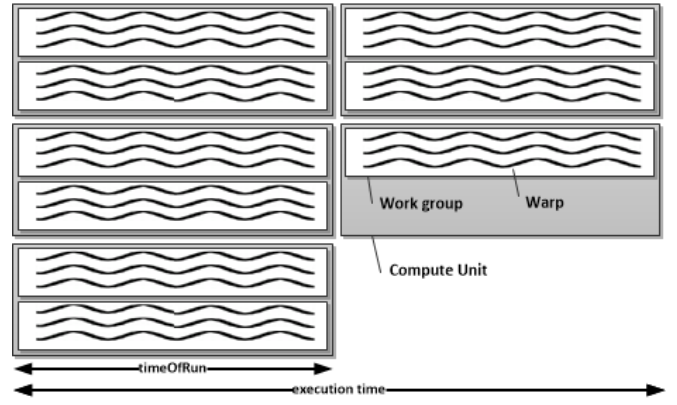 Work group
Warp
Compute Unit
timeOfRun
execution time